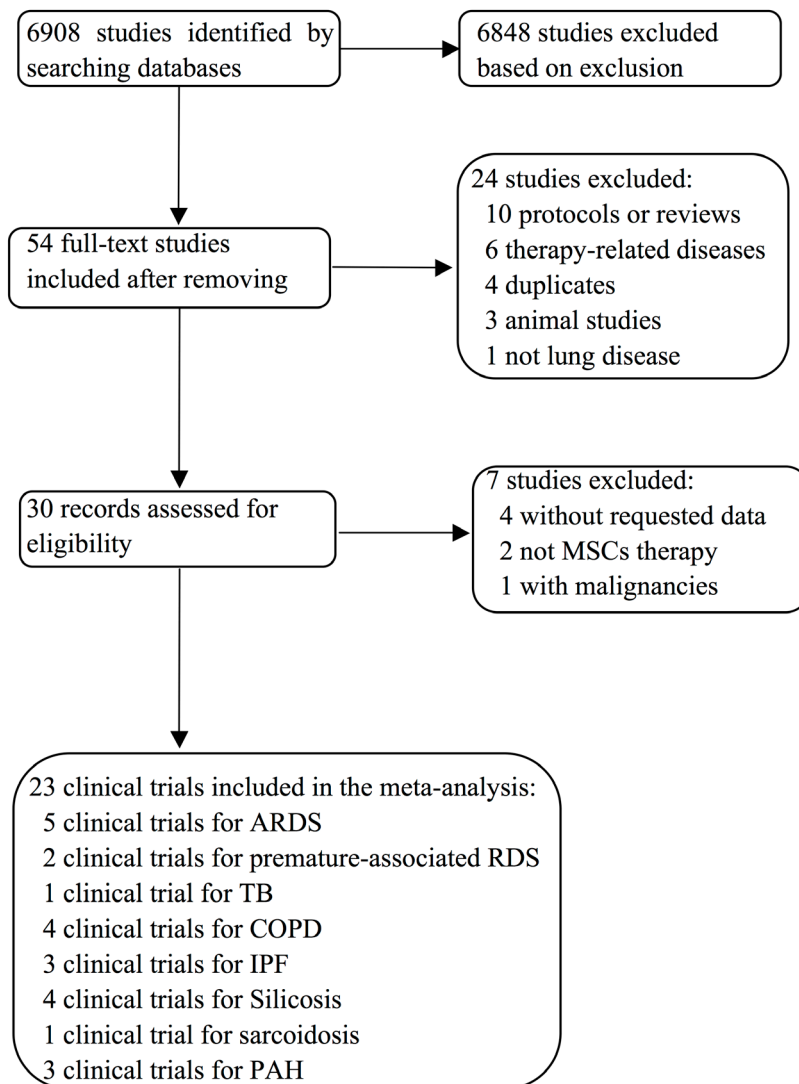 6908 studies identified by
searching databases
6848 studies excluded
based on exclusion
54 full-text studies
included after removing
24 studies excluded:
10 protocols or reviews
6 therapy-related diseases
4 duplicates
3 animal studies
1 not lung disease
30 records assessed for
eligibility
7 studies excluded:
4 without requested data
2 not MSCs therapy
1 with malignancies
23 clinical trials included in the meta-analysis:
5 clinical trials for ARDS
2 clinical trials for premature-associated RDS
1 clinical trial for TB
4 clinical trials for COPD
3 clinical trials for IPF
4 clinical trials for Silicosis
1 clinical trial for sarcoidosis
3 clinical trials for PAH